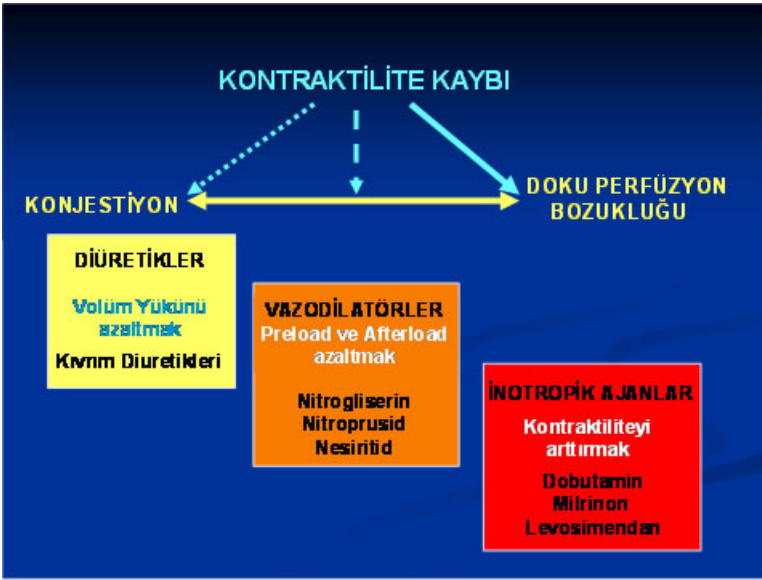 KONTRAKTİLİTE KAYBI
KONJESTİYON
DOKU PERFÜZYON
BOZUKLUĞU
DİÜRETİKLER
Volüm Yükünü
azaltmak
Kıvrım Diuretikleri
VAZODİLATÖRLER
Preload ve Afterload
azaltmak
Nitrogliserin
Nitroprusid
Nesiritid
İNOTROPİK AJANLAR
Kontraktiliteyi
arttırmak
Dobutamin
Milrinon
Levosimendan